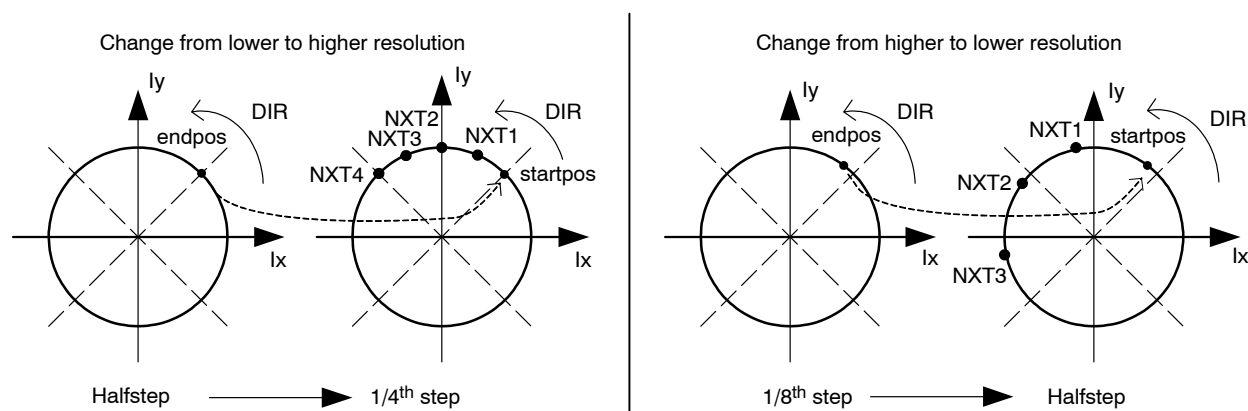 Change from lower to higher resolution
Iy
DIR
endpos
Ix
Iy
DIR
NXT2
NXT3
NXT1
NXT4
startpos
Ix
Halfstep
1/4th step
Change from higher to lower resolution
Iy
DIR
endpos
Ix
Iy
DIR
NXT1
startpos
NXT2
NXT3
Ix
1/8th step
Halfstep